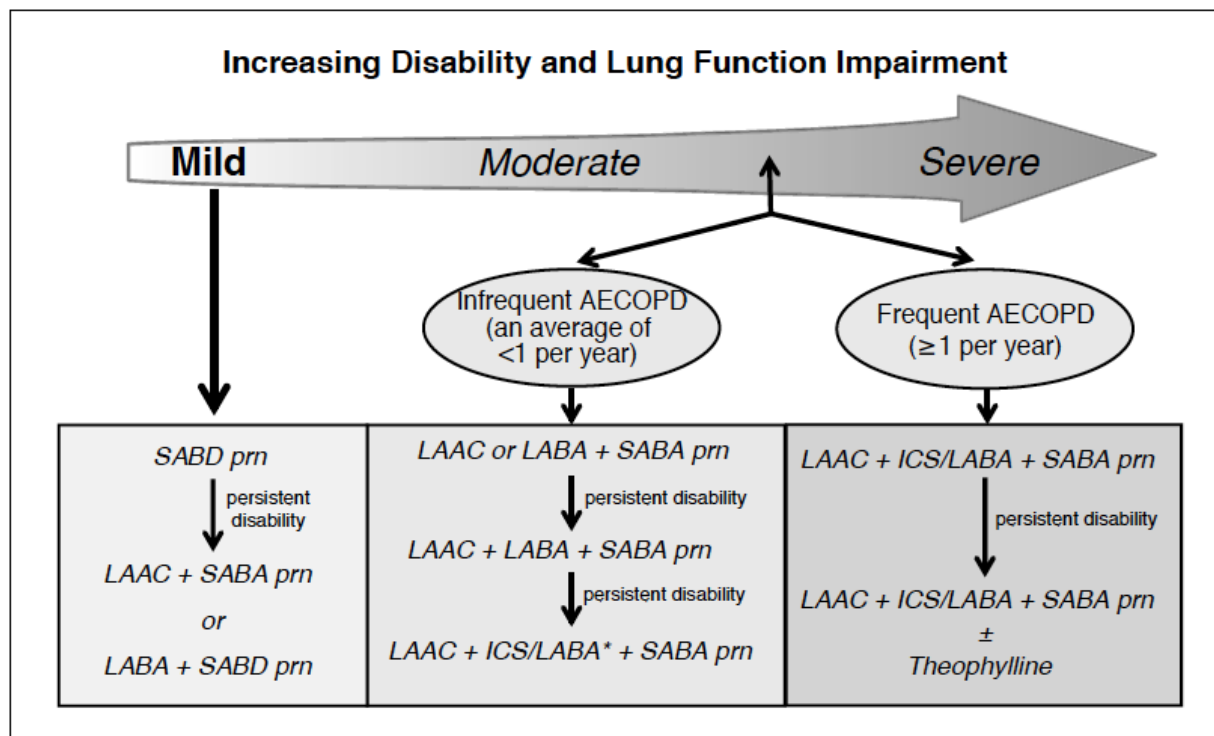 Increasing Disability and Lung Function Impairment
Mild
Moderate
Severe
Infrequent AECOPD
(an average of
<1 per year)
Frequent AECOPD
(≥1 per year)
SABD prn
persistent
disability
LAAC + SABA prn
or
LABA + SABD prn
LAAC or LABA + SABA prn
persistent disability
LAAC + LABA + SABA prn
persistent disability
LAAC + ICS/LABA* + SABA prn
LAAC + ICS/LABA + SABA prn
persistent disability
LAAC + ICS/LABA + SABA prn
±
Theophylline